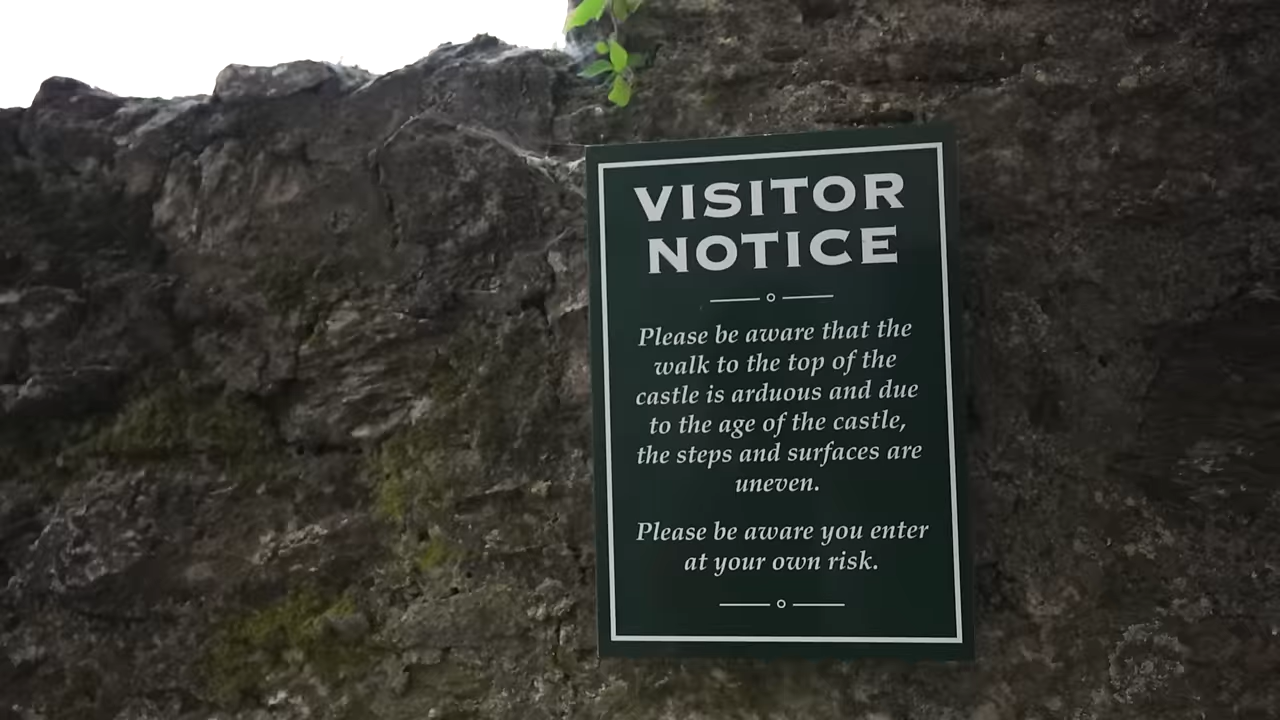 VISITOR
NOTICE
Please be aware that the
walk to the top of the
castle is arduous and due
to the age of the castle,
the steps and surfaces are
uneven.
Please be aware you enter
at your own risk.